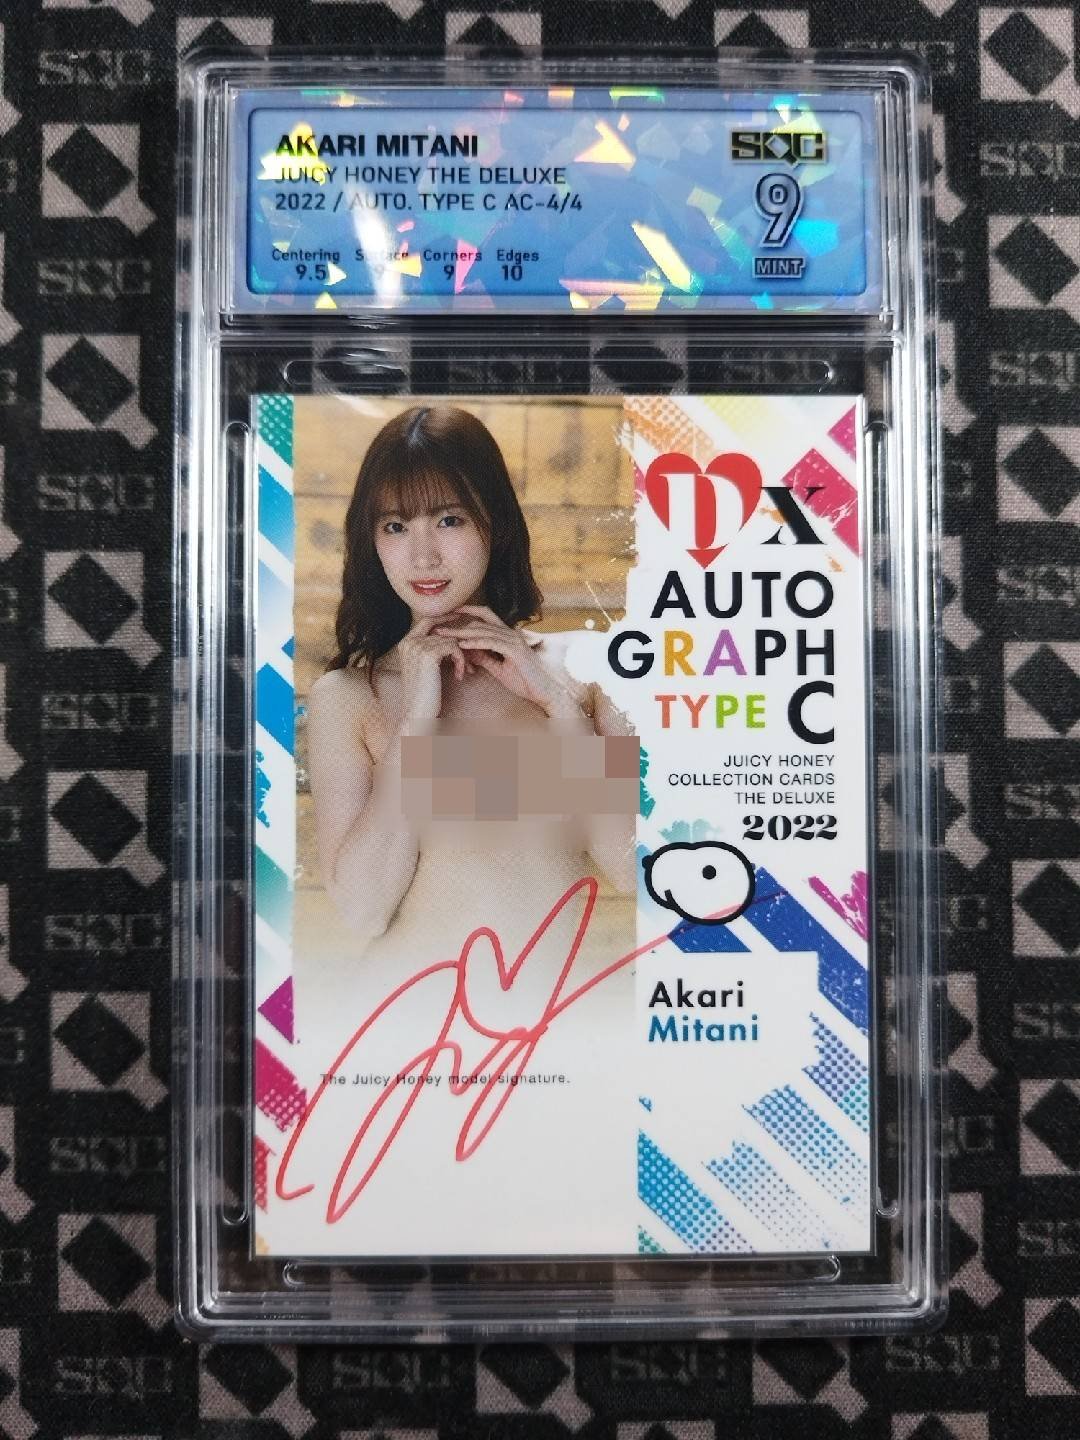 AKARI MITANI
JUICY HONEY THE DELUXE
2022 / AUTO. TYPE C AC-4/4
Centering Surface Corners Edges
9.5 9 9 10
SQC
9
MINT
DX
AUTO
GRAPH
TYPE C
JUICY HONEY
COLLECTION CARDS
THE DELUXE
2022
Akari
Mitani
The Juicy Honey model signature.